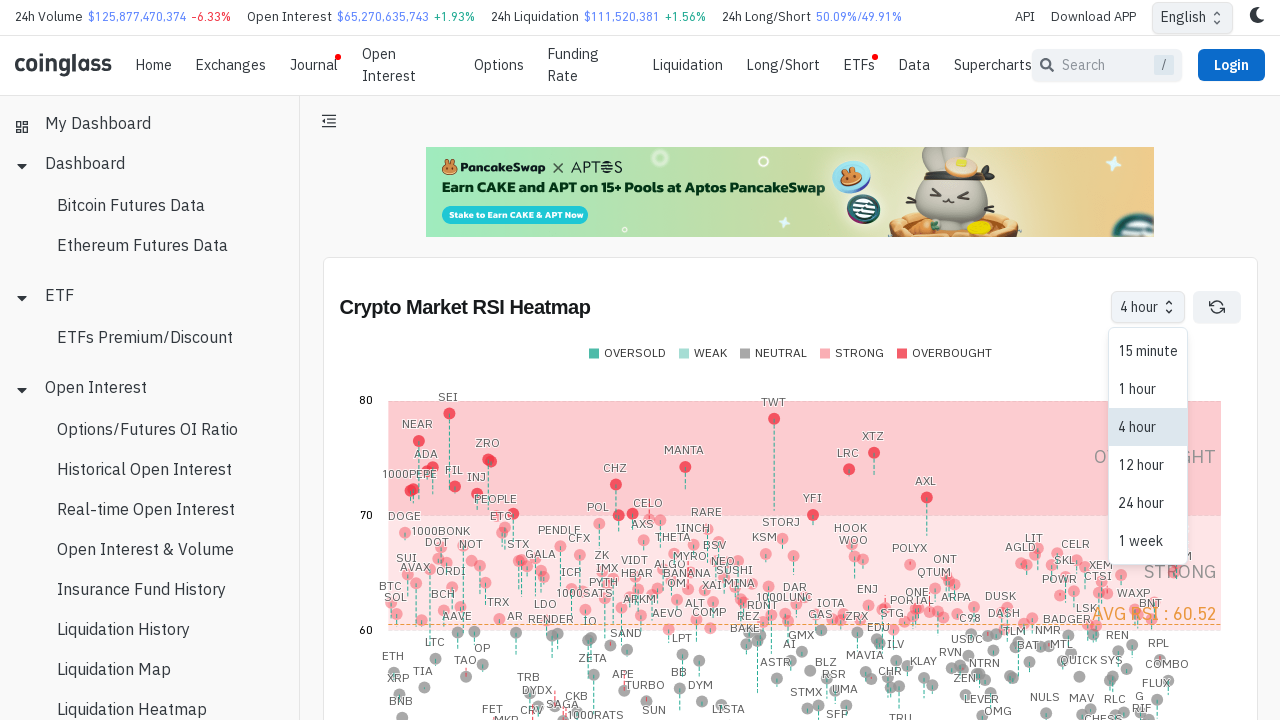 24h Volume $125,877,470,374 -6.33% Open Interest $65,270,635,743 +1.93% 24h Liquidation $111,520,381 +1.56% 24h Long/Short 50.09%/49.91% API Download APP English
coinglass Home Exchanges Journal Open Interest Options Funding Rate Liquidation Long/Short ETFs Data Supercharts Search / Login
My Dashboard
Dashboard
Bitcoin Futures Data
Ethereum Futures Data
ETF
ETFs Premium/Discount
Open Interest
Options/Futures OI Ratio
Historical Open Interest
Real-time Open Interest
Open Interest & Volume
Insurance Fund History
Liquidation History
Liquidation Map
Liquidation Heatmap
PancakeSwap X APTOS
Earn CAKE and APT on 15+ Pools at Aptos PancakeSwap
Stake to Earn CAKE & APT Now
Crypto Market RSI Heatmap 4 hour
15 minute
1 hour
4 hour
12 hour
24 hour
1 week
OVERSOLD WEAK NEUTRAL STRONG OVERBOUGHT
80
SEI TWT
NEAR ZRO XTZ
ADA MANTA LRC
1000PEPE FIL INJ CHZ AXL
PEOPLE POL CELO YFI
70
DOGE ETC AXS RARE STORJ
1000BONK PENDLE CFX THETA 1INCH KSM HOOK
DOT NOT STX BSV WOO POLYX AGLD LIT CELR
SUI GALA ZK VIDT MYRO NEO ONT SKL
AVAX ORDI ICP IMX HBAR ALGO BANANA SUSHI QTUM POWR XEM STRONG
BTC BCH 1000SATS PYTH OM XAI MINA DAR ENJ ONE CTSI
SOL TRX LDO ARKM ALT RDNT 1000LUNC IOTA PORTAL ARPA DUSK WAXP
AAVE AR RENDER IO AEVO COMP REZ GAS ZRX STG C98 DASH LSK BNT
AVG RSI : 60.52
60
LTC OP SAND LPT BAKE GMX EDU USDC TLM NMR BADGER REN
ETH TAO ZETA AI ILV RVN BAT MTL RPL
XRP TIA TRB APE BB ASTR BLZ MAVIA CHR KLAY NTRN QUICK SYS COMBO
BNB DYDX TURBO DYM STMX RSR UMA ZEN NULS MAV RLC FLUX
FET CRV SAGA CKB SUN LISTA SFP LEVER OMG G RIF
MKR 1000RATS TRU CHESS